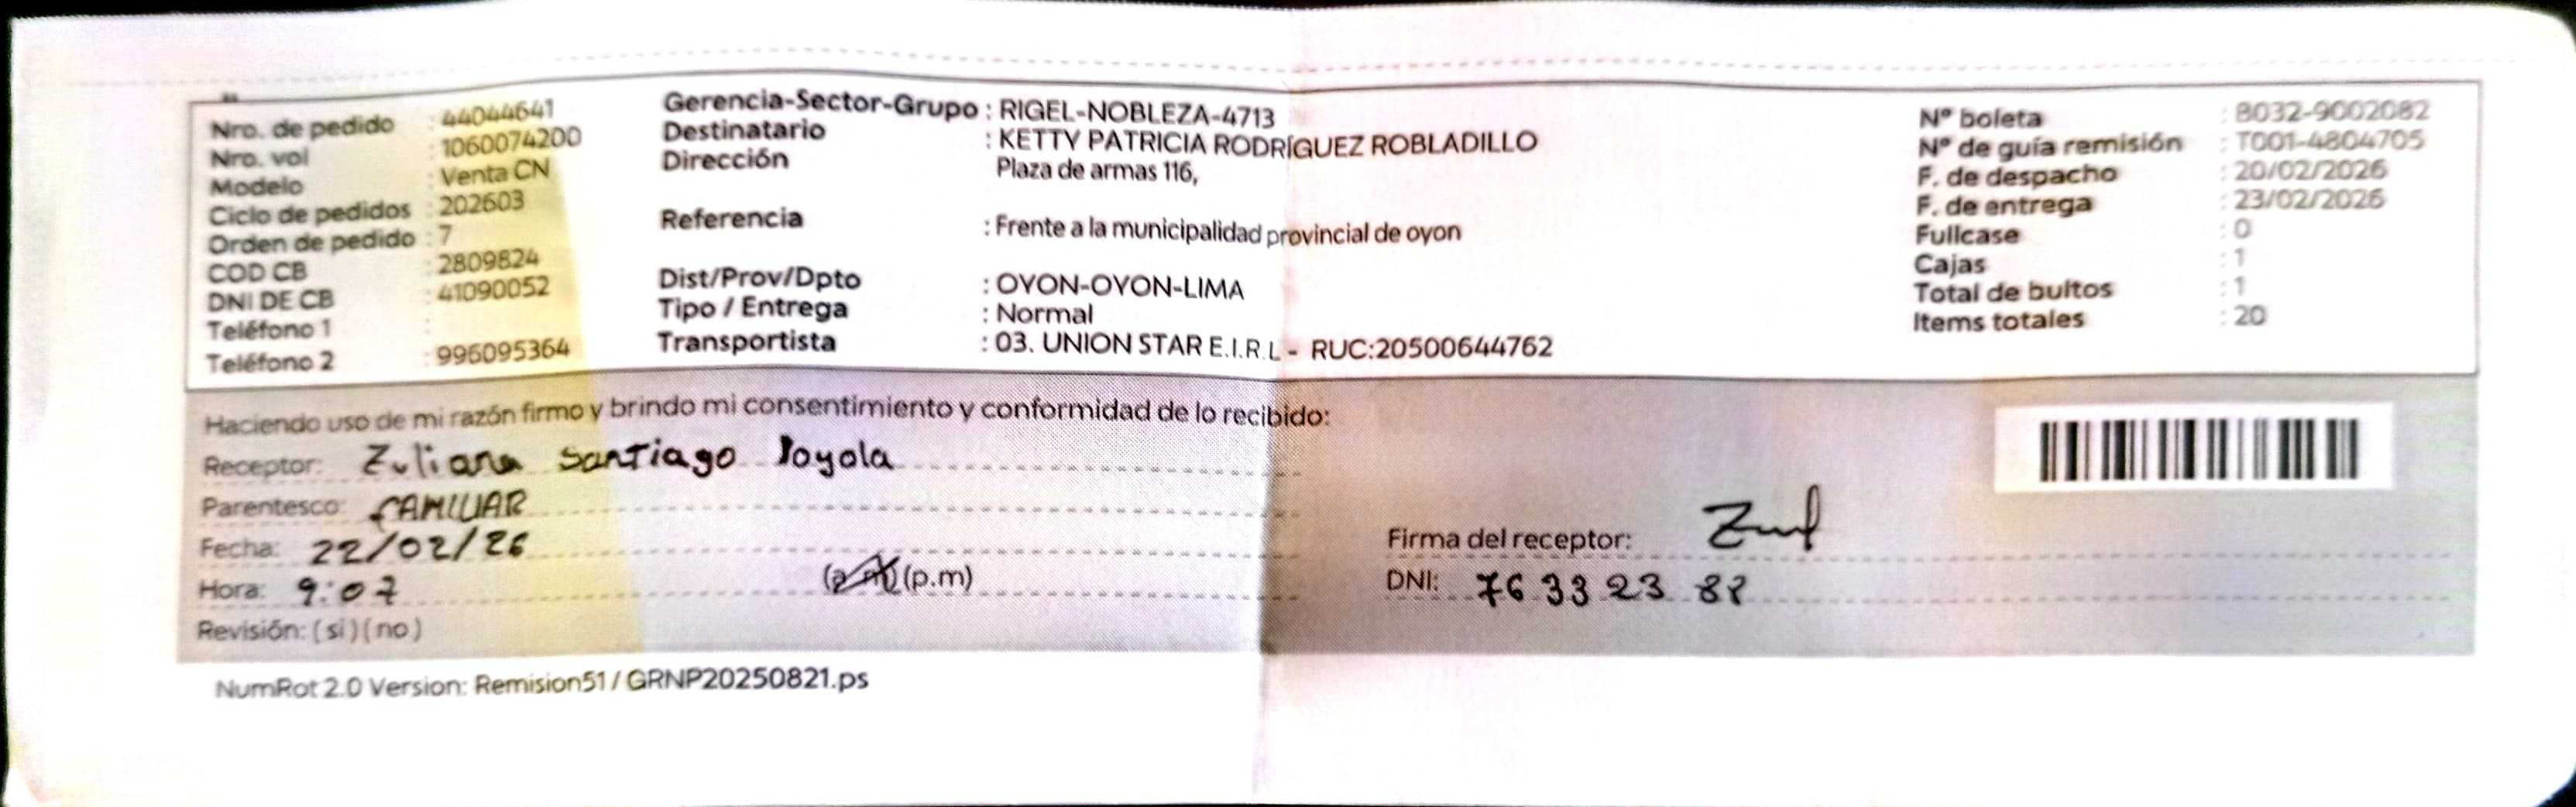 Nro. de pedido : 44044641
Nro. vol : 1060074200
Modelo : Venta CN
Ciclo de pedidos : 202603
Orden de pedido : 7
COD CB : 2809824
DNI DE CB : 41090052
Teléfono 1 :
Teléfono 2 : 996095364
Gerencia-Sector-Grupo : RIGEL-NOBLEZA-4713
Destinatario : KETTY PATRICIA RODRÍGUEZ ROBLADILLO
Dirección Plaza de armas 116,
Referencia : Frente a la municipalidad provincial de oyon
Dist/Prov/Dpto : OYON-OYON-LIMA
Tipo / Entrega : Normal
Transportista : 03. UNION STAR E.I.R.L - RUC:20500644762
Nº boleta : B032-9002082
Nº de guía remisión : T001-4804705
F. de despacho : 20/02/2026
F. de entrega : 23/02/2026
Fullcase : 0
Cajas : 1
Total de bultos : 1
Items totales : 20
Haciendo uso de mi razón firmo y brindo mi consentimiento y conformidad de lo recibido:
Receptor: Zuliana Santiago loyola
Parentesco: FAMILIAR
Fecha: 22/02/26
Hora: 9:07 (a.m) (p.m)
Revisión: (si) (no)
Firma del receptor:
DNI: 76 33 23 88
NumRot 2.0 Version: Remision51 / GRNP20250821.ps